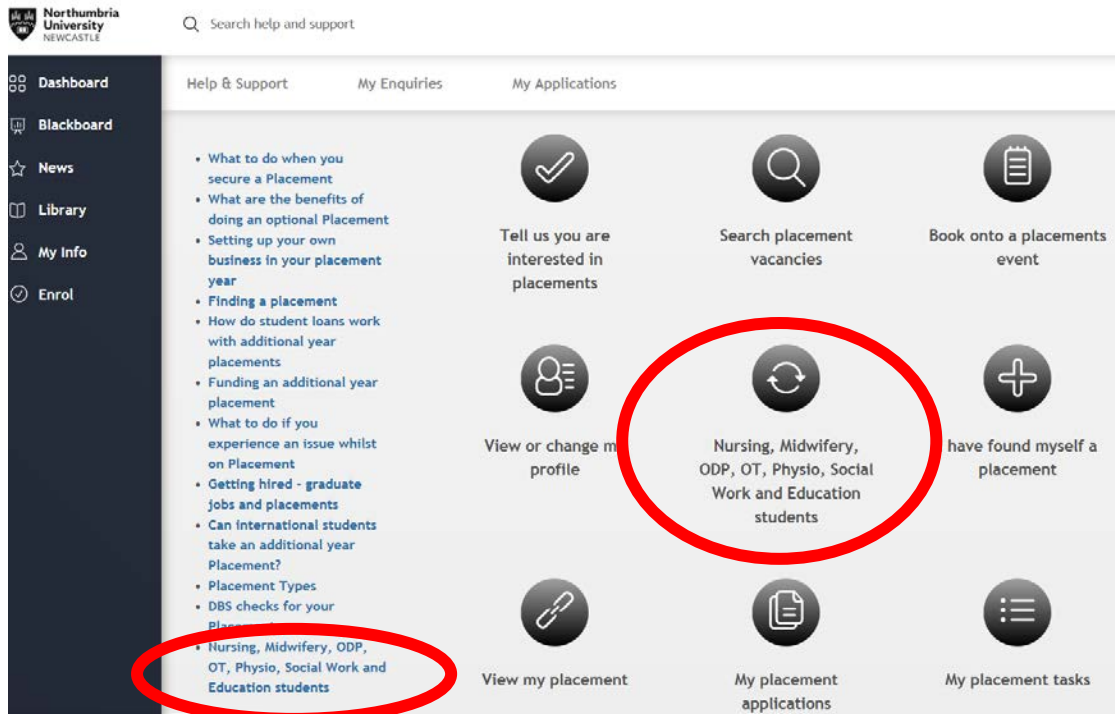 Northumbria
University
NEWCASTLE
Search help and support
Dashboard
Blackboard
News
Library
My Info
Enrol
Help & Support
My Enquiries
My Applications
• What to do when you
secure a Placement
• What are the benefits of
doing an optional Placement
• Setting up your own
business in your placement
year
• Finding a placement
• How do student loans work
with additional year
placements
• Funding an additional year
placement
• What to do if you
experience an issue whilst
on Placement
• Getting hired - graduate
jobs and placements
• Can international students
take an additional year
Placement?
• Placement Types
• DBS checks for your
• Nursing, Midwifery, ODP,
OT, Physio, Social Work and
Education students
Tell us you are
interested in
placements
Search placement
vacancies
Book onto a placements
event
View or change m
profile
Nursing, Midwifery,
ODP, OT, Physio, Social
Work and Education
students
have found myself a
placement
View my placement
My placement
applications
My placement tasks